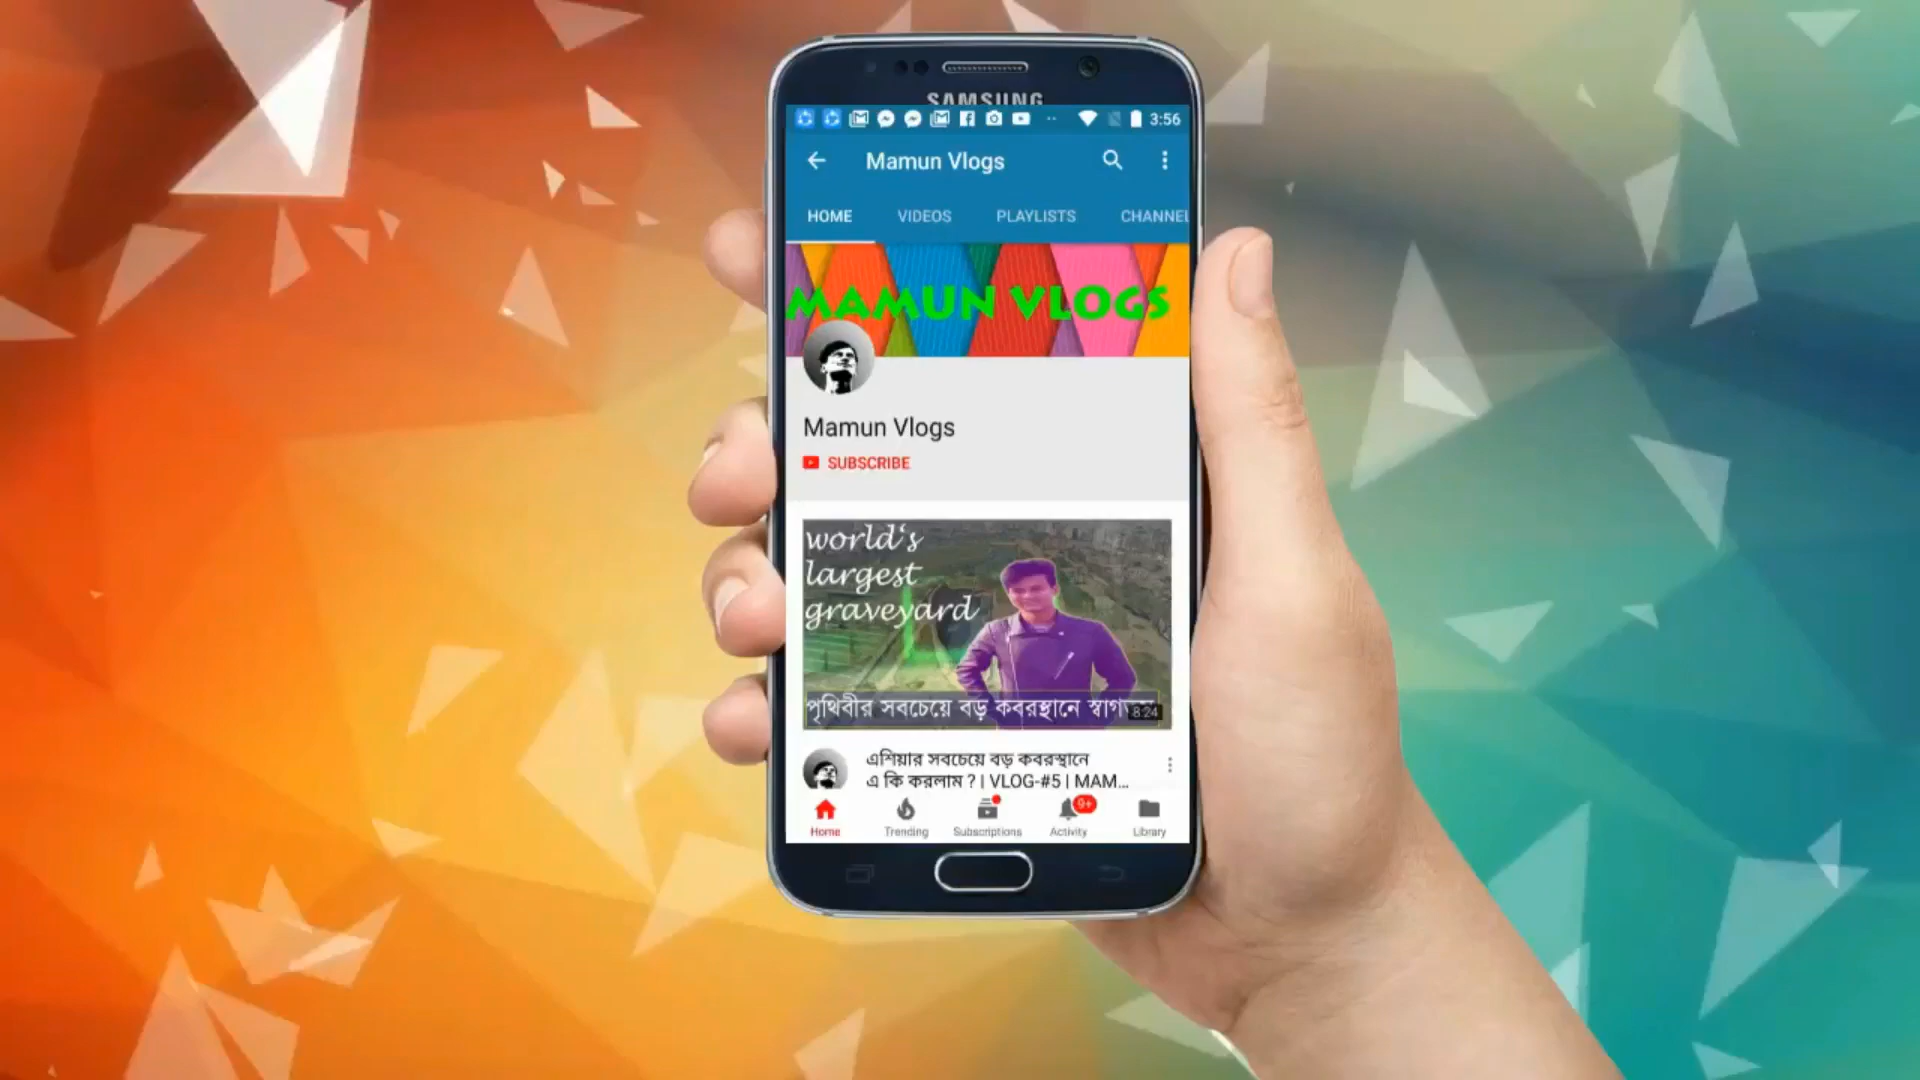 SAMSUNG
3:56
Mamun Vlogs
HOME VIDEOS PLAYLISTS CHANNEL
MAMUN VLOGS
Mamun Vlogs
SUBSCRIBE
world's
largest
graveyard
পৃথিবীর সবচেয়ে বড় কবরস্থানে
8:24
এশিয়ার সবচেয়ে বড় কবরস্থানে
এ কি করলাম ? | VLOG-#5 | MAM...
9+
Home Trending Subscriptions Activity Library